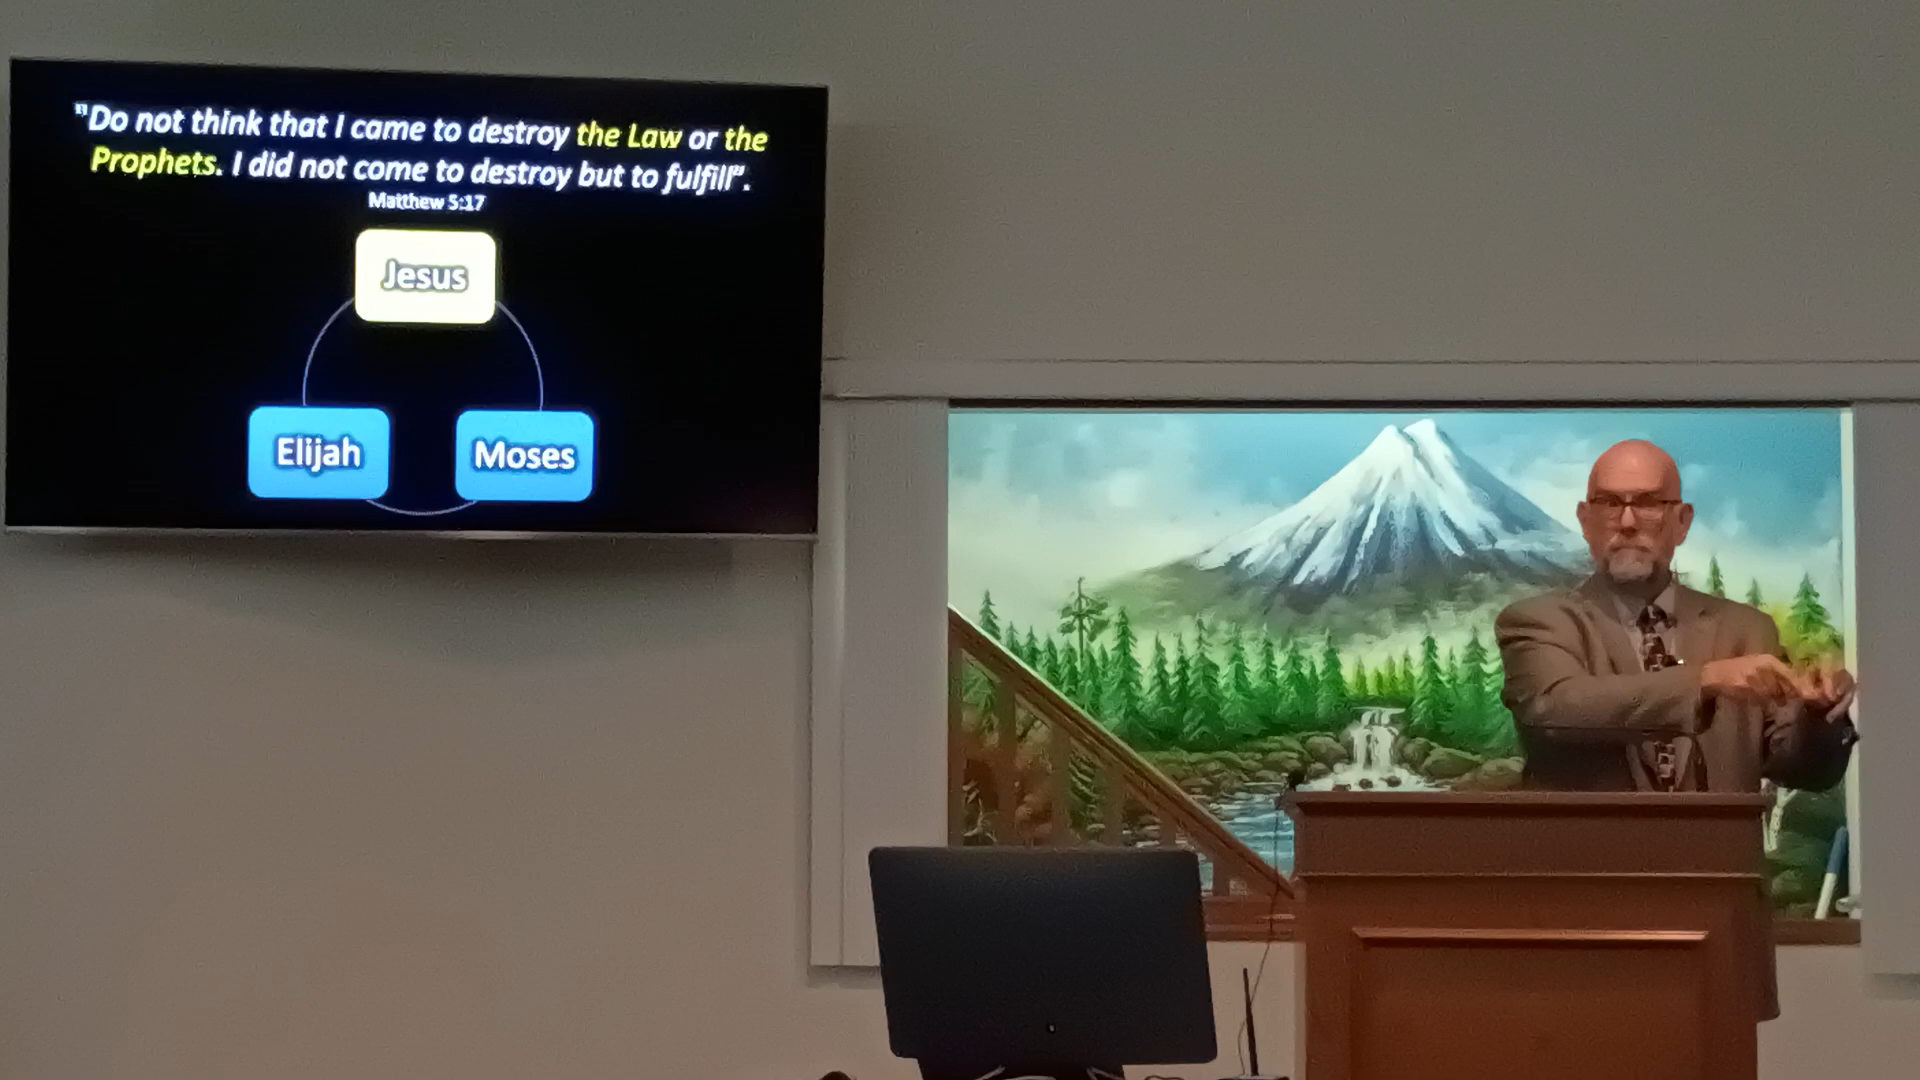 "Do not think that I came to destroy the Law or the
Prophets. I did not come to destroy but to fulfill".
Matthew 5:17
Jesus
Elijah
Moses